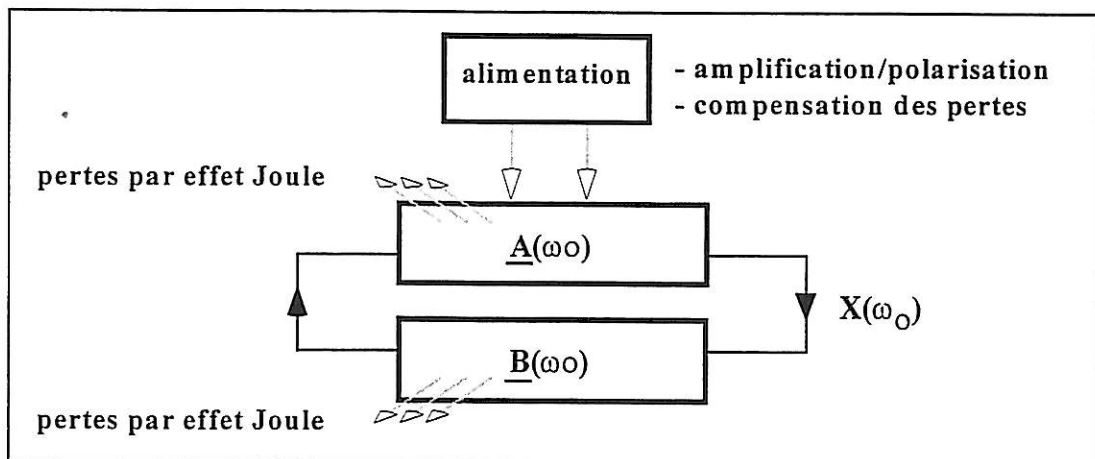 alimentation
- amplification/polarisation
- compensation des pertes
pertes par effet Joule
A(ωo)
X(ωo)
B(ωo)
pertes par effet Joule